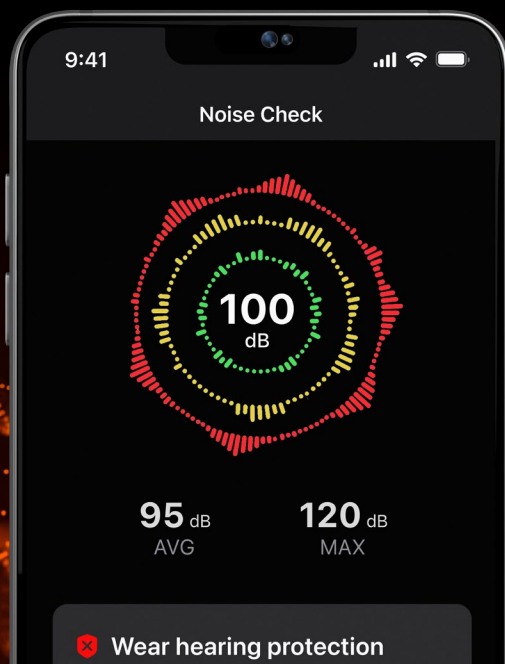 9:41
Noise Check
100
dB
95 dB
AVG
120 dB
MAX
Wear hearing protection